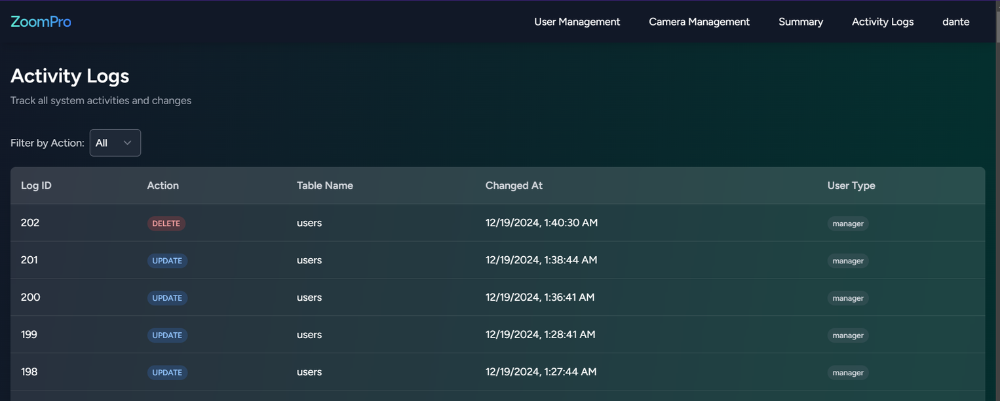 ZoomPro User Management Camera Management Summary Activity Logs dante
Activity Logs
Track all system activities and changes
Filter by Action: All
Log ID Action Table Name Changed At User Type
202 DELETE users 12/19/2024, 1:40:30 AM manager
201 UPDATE users 12/19/2024, 1:38:44 AM manager
200 UPDATE users 12/19/2024, 1:36:41 AM manager
199 UPDATE users 12/19/2024, 1:28:41 AM manager
198 UPDATE users 12/19/2024, 1:27:44 AM manager